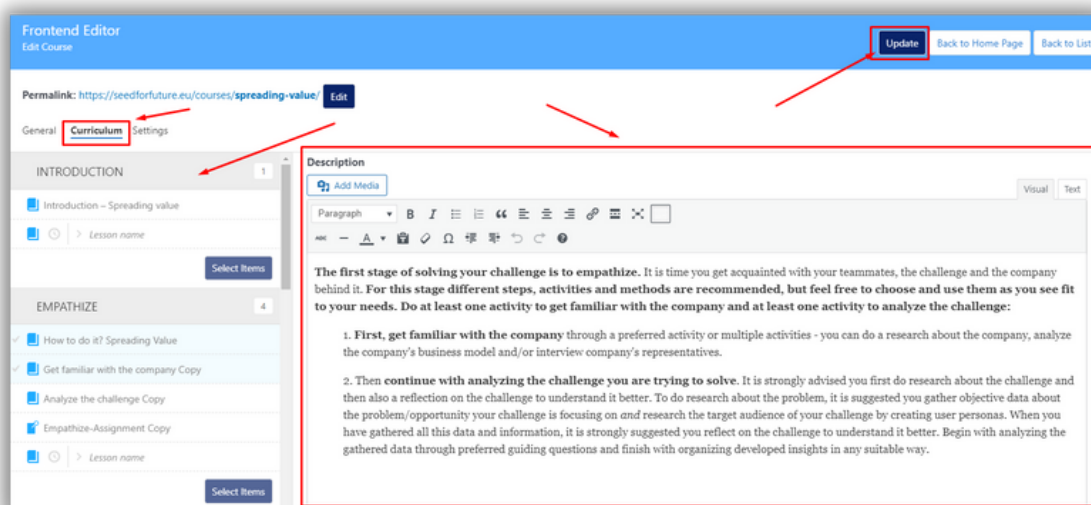 Frontend Editor
Edit Course
Update
Back to Home Page
Back to List
Permalink: https://seedforfuture.eu/courses/spreading-value/ Edit
General Curriculum Settings
INTRODUCTION 1
Introduction – Spreading value
Lesson name
Select Items
EMPATHIZE 4
How to do it? Spreading Value
Get familiar with the company Copy
Analyze the challenge Copy
Empathize-Assignment Copy
Lesson name
Select Items
Description
Add Media
Visual Text
Paragraph B I
ABC A Ω
The first stage of solving your challenge is to empathize. It is time you get acquainted with your teammates, the challenge and the company
behind it. For this stage different steps, activities and methods are recommended, but feel free to choose and use them as you see fit
to your needs. Do at least one activity to get familiar with the company and at least one activity to analyze the challenge:
1. First, get familiar with the company through a preferred activity or multiple activities - you can do a research about the company, analyze
the company's business model and/or interview company's representatives.
2. Then continue with analyzing the challenge you are trying to solve. It is strongly advised you first do research about the challenge and
then also a reflection on the challenge to understand it better. To do research about the problem, it is suggested you gather objective data about
the problem/opportunity your challenge is focusing on and research the target audience of your challenge by creating user personas. When you
have gathered all this data and information, it is strongly suggested you reflect on the challenge to understand it better. Begin with analyzing the
gathered data through preferred guiding questions and finish with organizing developed insights in any suitable way.